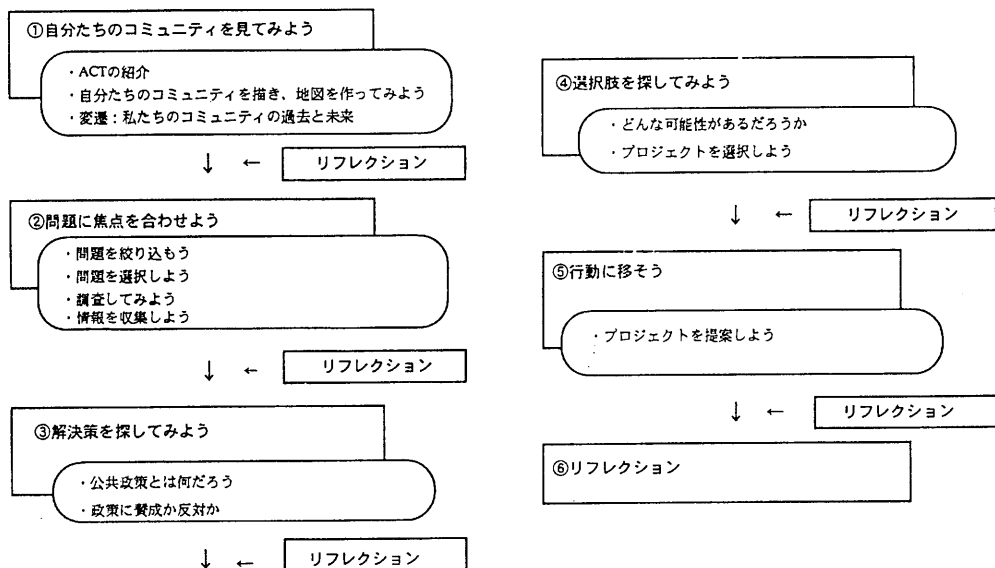 ①自分たちのコミュニティを見てみよう
・ACTの紹介
・自分たちのコミュニティを描き、地図を作ってみよう
・変遷：私たちのコミュニティの過去と未来
↓ ← リフレクション
②問題に焦点を合わせよう
・問題を絞り込もう
・問題を選択しよう
・調査してみよう
・情報を収集しよう
↓ ← リフレクション
③解決策を探してみよう
・公共政策とは何だろう
・政策に賛成か反対か
↓ ← リフレクション
④選択肢を探してみよう
・どんな可能性があるだろうか
・プロジェクトを選択しよう
↓ ← リフレクション
⑤行動に移そう
・プロジェクトを提案しよう
↓ ← リフレクション
⑥リフレクション